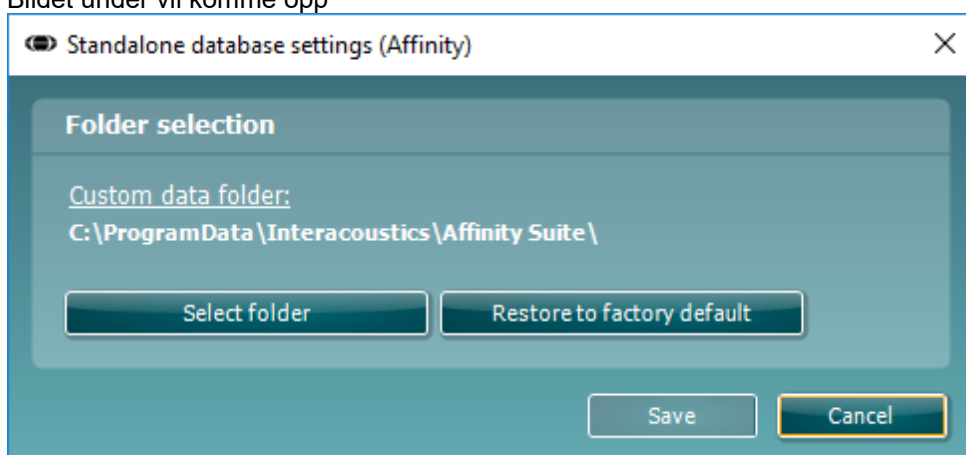 Bildet under vil komme opp
Standalone database settings (Affinity)
Folder selection
Custom data folder:
C:\ProgramData\Interacoustics\Affinity Suite\
Select folder
Restore to factory default
Save
Cancel